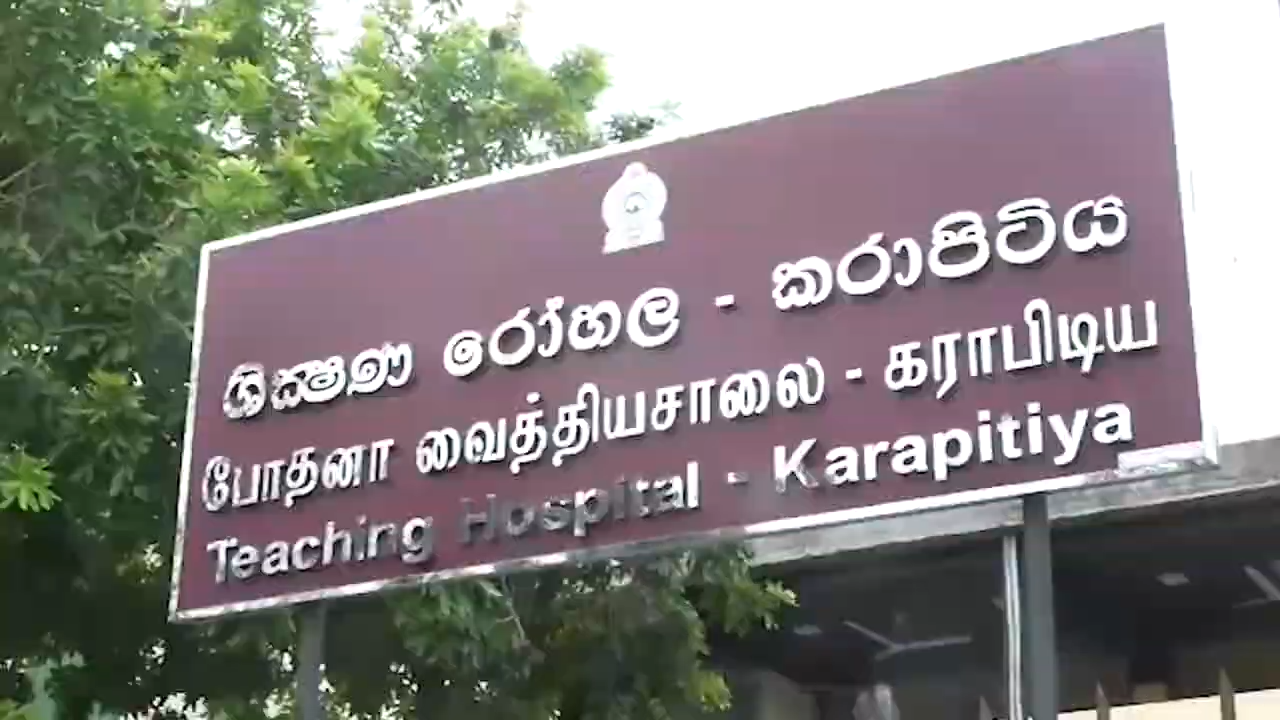 ශික්ෂණ රෝහල - කරාපිටිය
போதனா வைத்தியசாலை - கராபிடிய
Teaching Hospital - Karapitiya